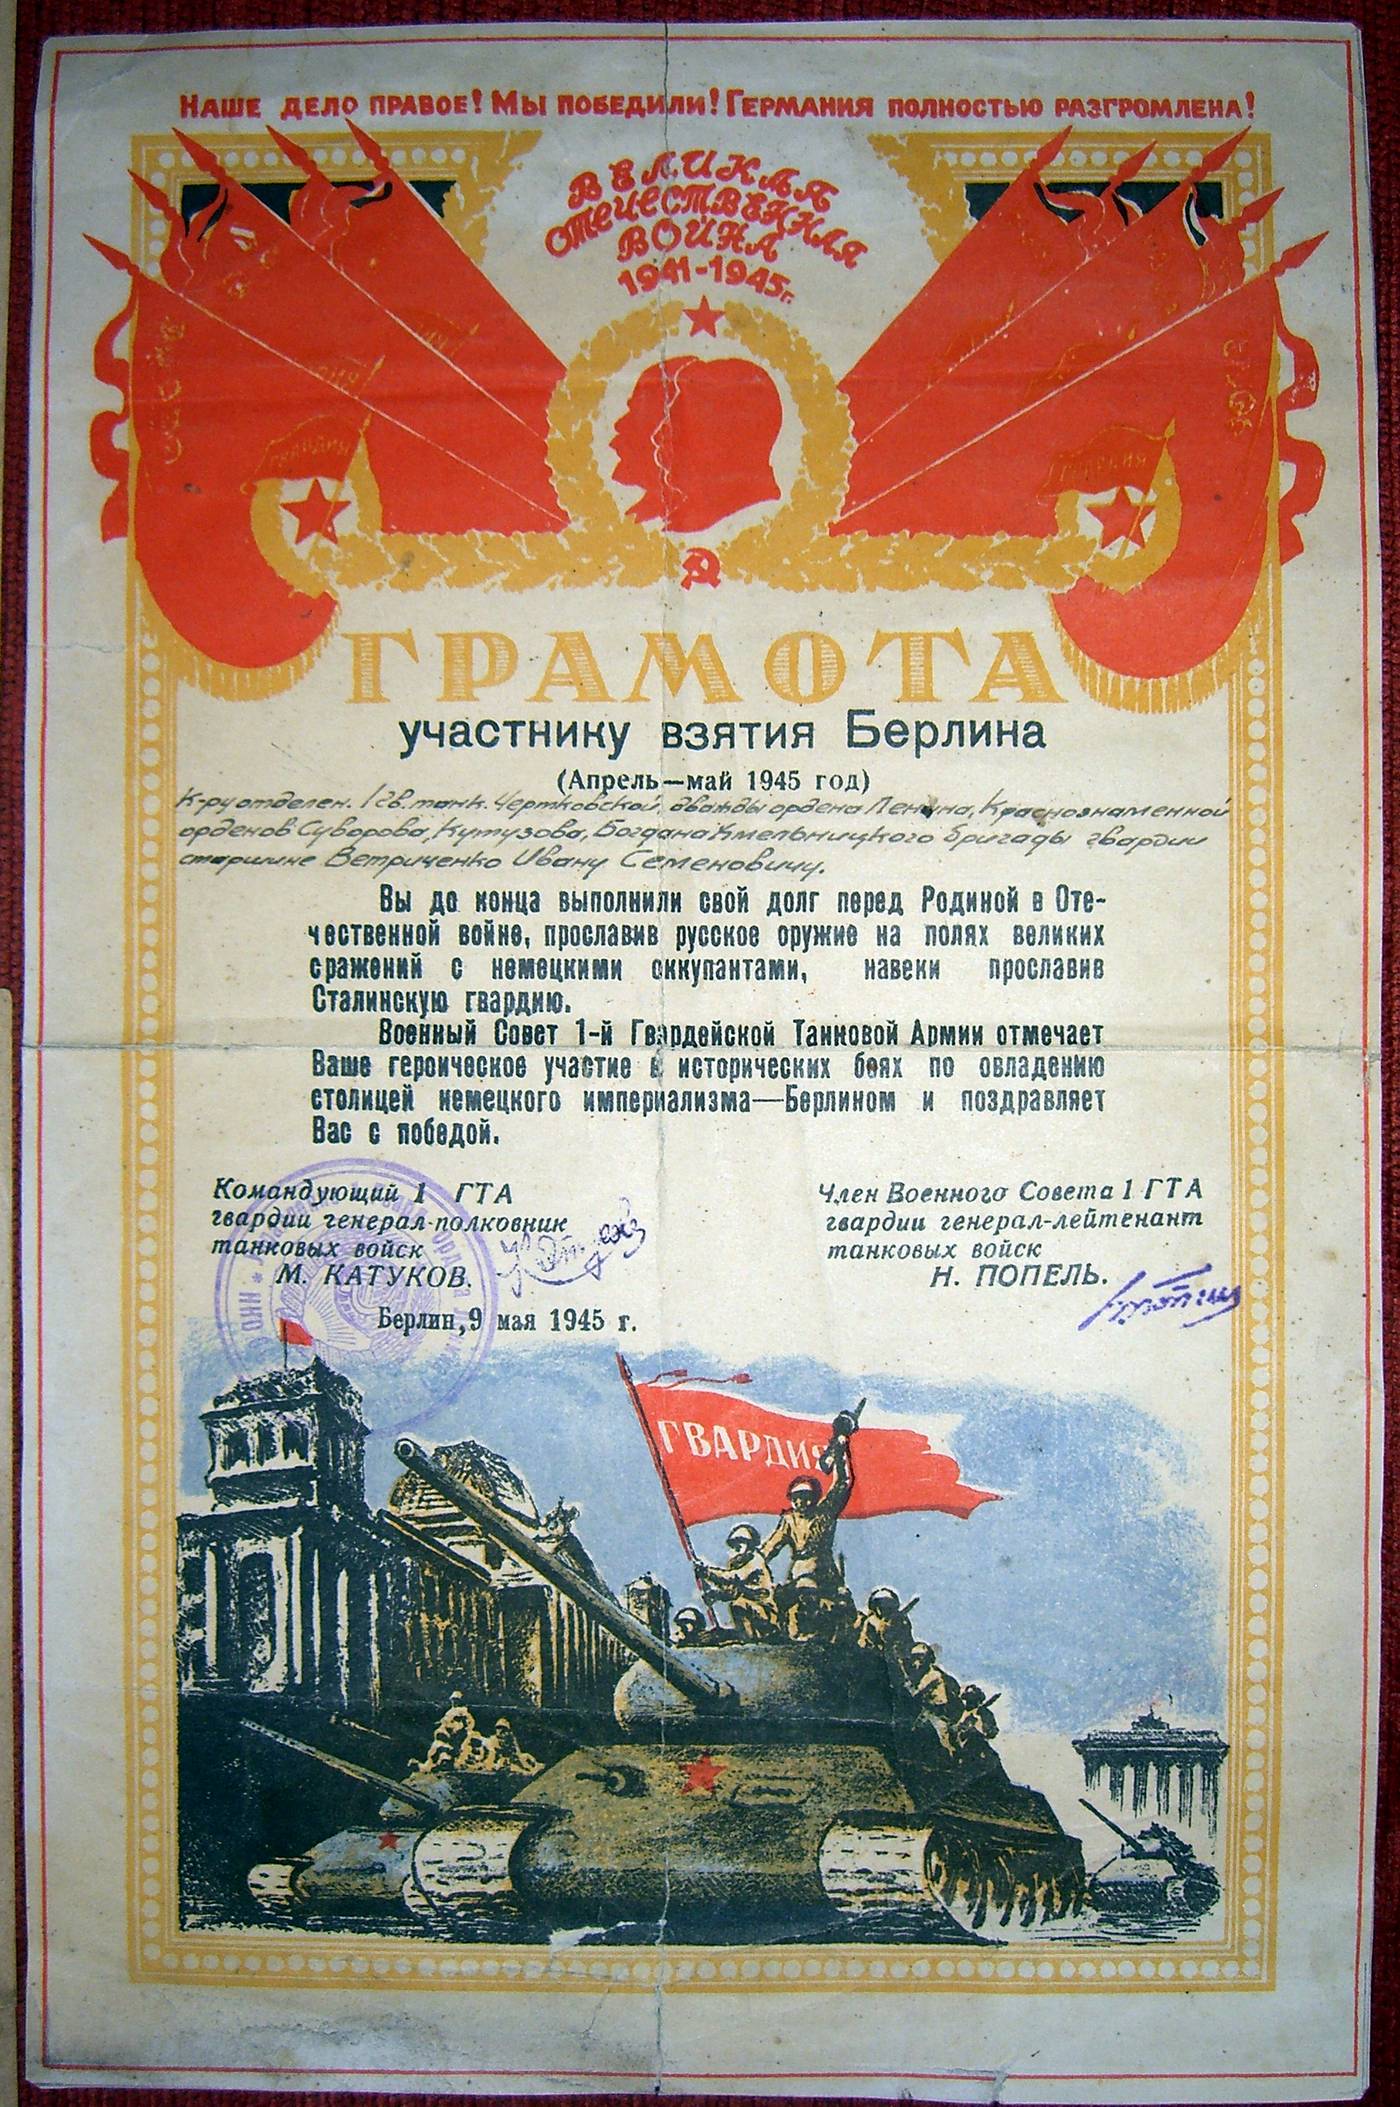 НАШЕ ДЕЛО ПРАВОЕ! МЫ ПОБЕДИЛИ! ГЕРМАНИЯ ПОЛНОСТЬЮ РАЗГРОМЛЕНА!
ВЕЛИКАЯ
ОТЕЧЕСТВЕННАЯ
ВОЙНА
1941-1945г.
ГВАРДИЯ
ГВАРДИЯ
ГРАМОТА
участнику взятия Берлина
(Апрель—май 1945 год)
К-ру отделен. 1 гв. танк. Чертковской, дважды ордена Ленина, Краснознаменной
орденов Суворова, Кутузова, Богдана Хмельницкого бригады гвардии
старшине Ветриченко Ивану Семеновичу.
Вы до конца выполнили свой долг перед Родиной в Оте-
чественной войне, прославив русское оружие на полях великих
сражений с немецкими оккупантами, навеки прославив
Сталинскую гвардию.
Военный Совет 1-й Гвардейской Танковой Армии отмечает
Ваше героическое участие в исторических боях по овладению
столицей немецкого империализма—Берлином и поздравляет
Вас с победой.
Командующий 1 ГТА
гвардии генерал-полковник
танковых войск
М. КАТУКОВ.
Член Военного Совета 1 ГТА
гвардии генерал-лейтенант
танковых войск
Н. ПОПЕЛЬ.
Берлин, 9 мая 1945 г.
ГВАРДИЯ